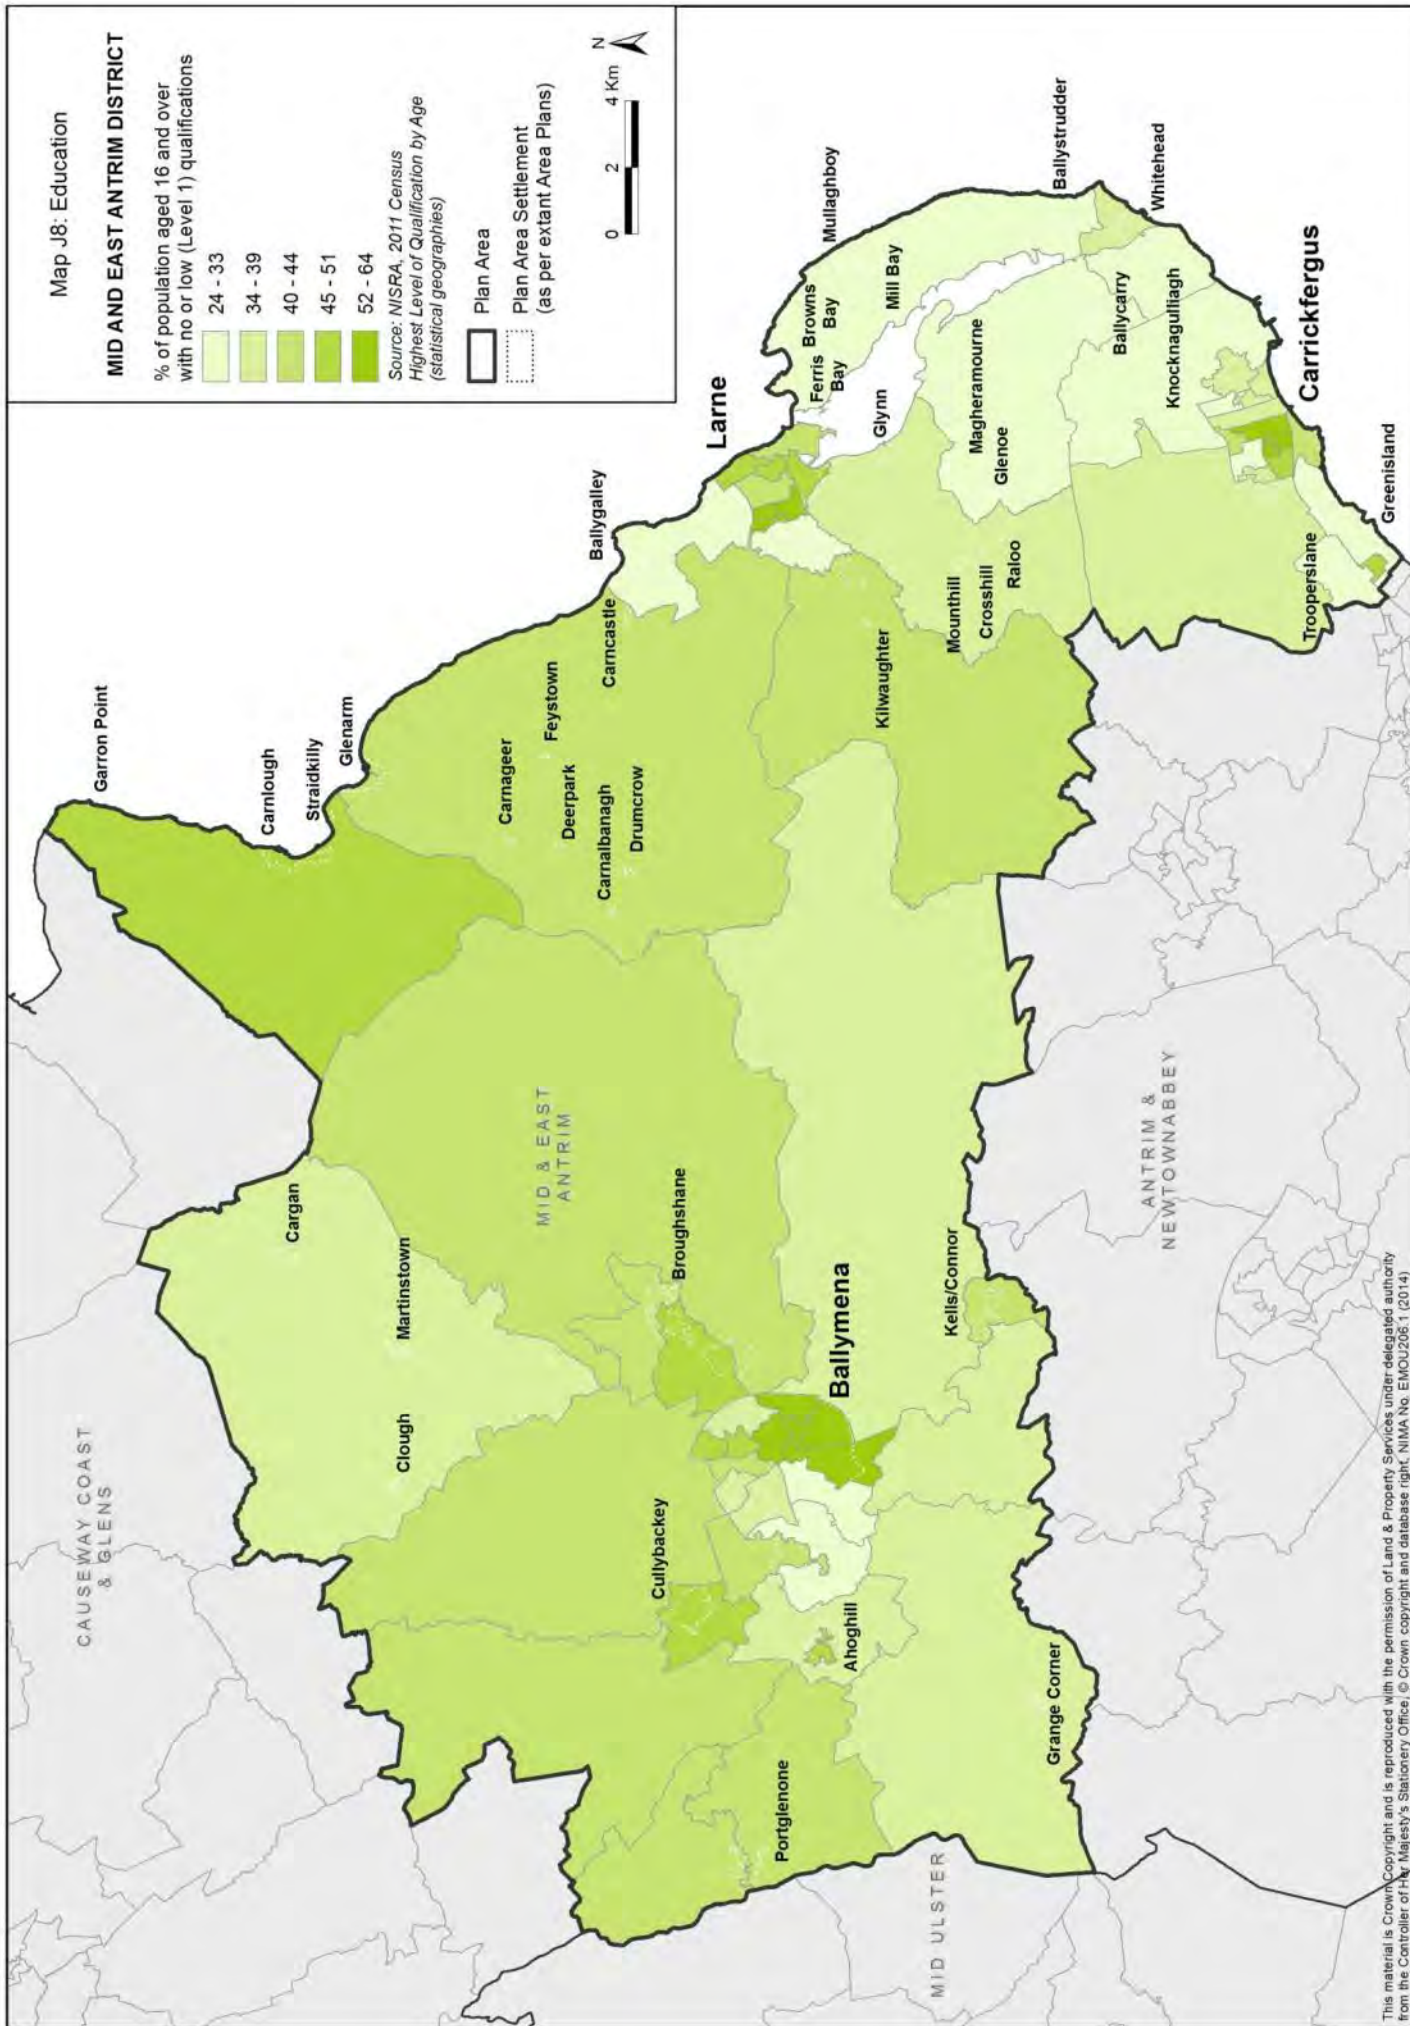 Map J8: Education
MID AND EAST ANTRIM DISTRICT
% of population aged 16 and over
with no or low (Level 1) qualifications
24 - 33
34 - 39
40 - 44
45 - 51
52 - 64
Source: NISRA, 2011 Census
Highest Level of Qualification by Age
(statistical geographies)
Plan Area
Plan Area Settlement
(as per extant Area Plans)
0 2 4 Km
N
CAUSEWAY COAST
& GLENS
Garron Point
Carnlough
Straidkilly
Glenarm
Cargan
Martinstown
Clough
Carnageer
Feystown
Deerpark
Carnalbanagh
Drumcrow
Carncastle
Ballygalley
MID & EAST
ANTRIM
Larne
Broughshane
Cullybackey
Portglenone
Ahoghill
Ballymena
Kilwaughter
Ferris
Bay
Browns
Bay
Mullaghboy
Mill Bay
Glynn
MID ULSTER
Kells/Connor
Mounthill
Crosshill
Raloo
Magheramourne
Glenoe
Ballystrudder
Grange Corner
Ballycarry
Whitehead
Knocknagulliagh
ANTRIM &
NEWTOWNABBEY
Carrickfergus
Trooperslane
Greenisland
This material is Crown Copyright and is reproduced with the permission of Land & Property Services under delegated authority
from the Controller of Her Majesty's Stationery Office, © Crown copyright and database right, NIMA No. EMOU206.1 (2014)